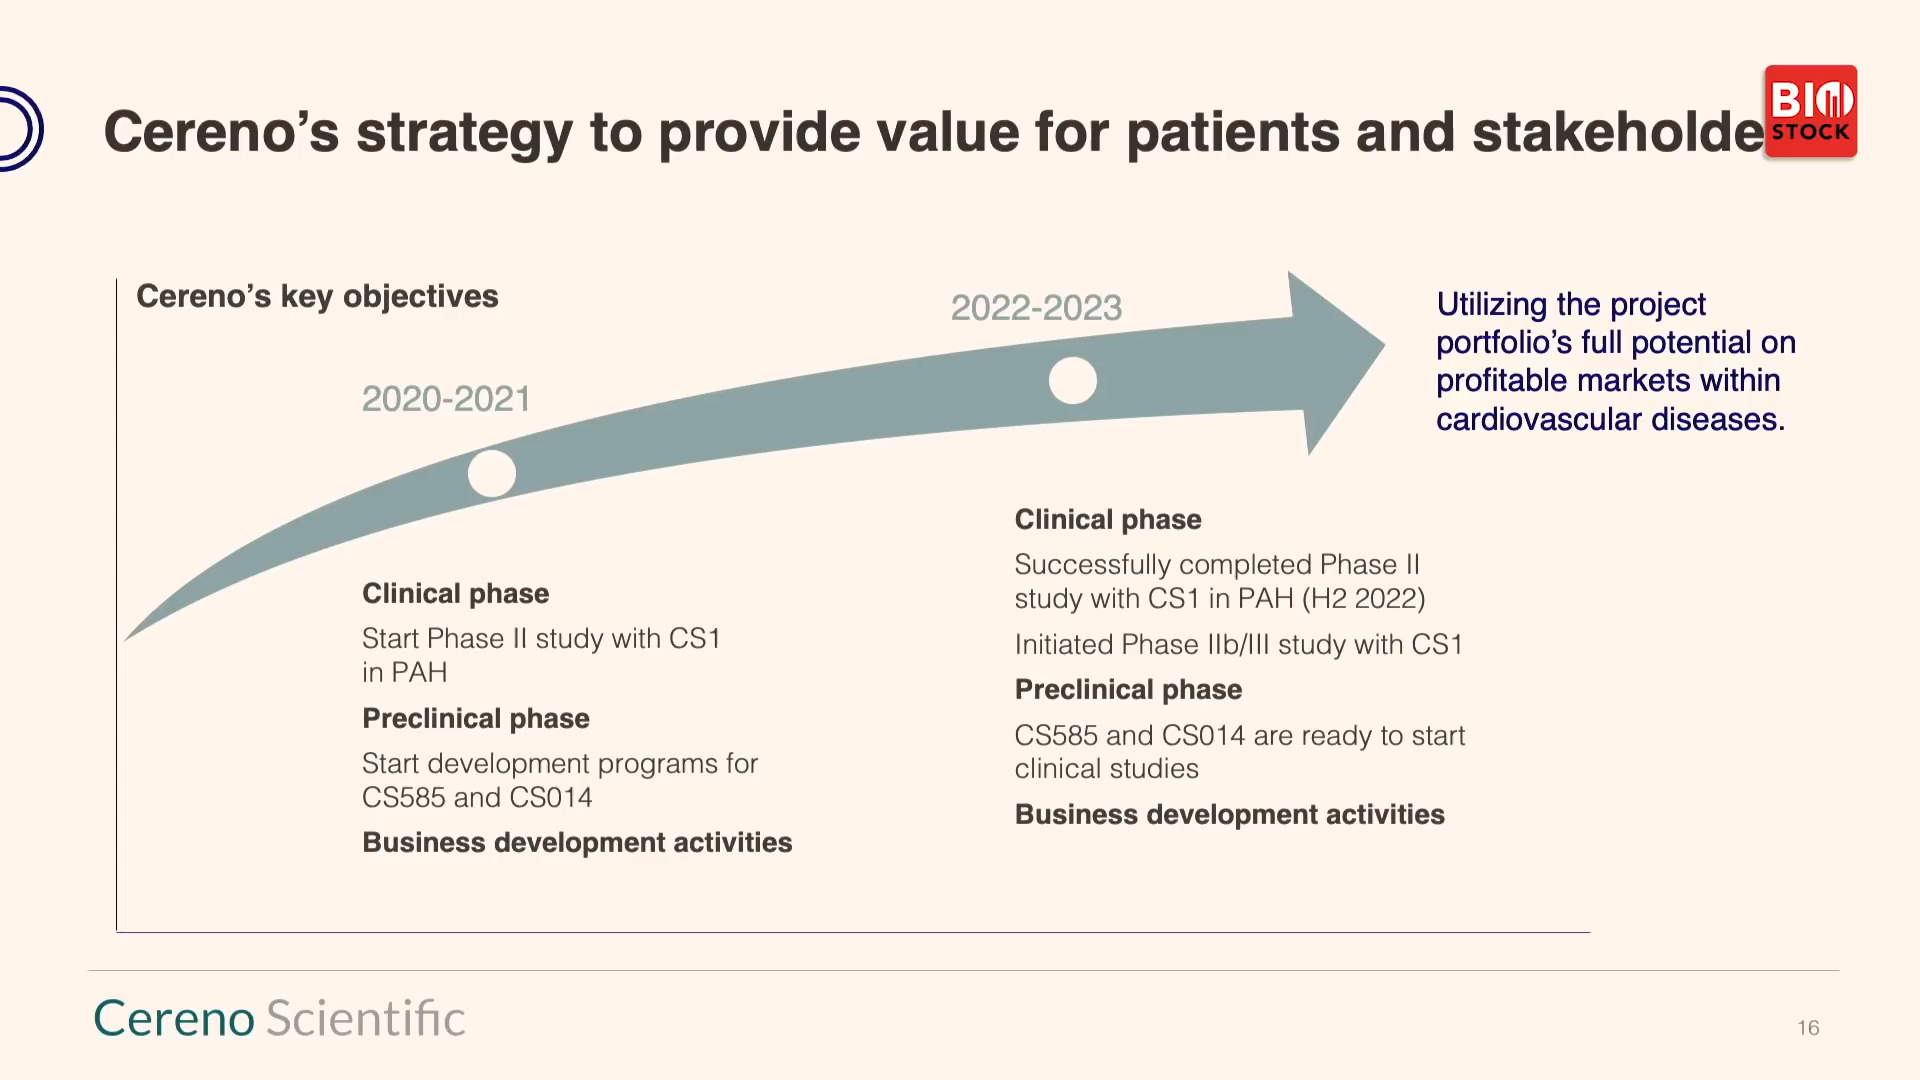 Cereno’s strategy to provide value for patients and stakeholde
BIO
STOCK
Cereno’s key objectives
2022-2023
2020-2021
Utilizing the project
portfolio’s full potential on
profitable markets within
cardiovascular diseases.
Clinical phase
Start Phase II study with CS1
in PAH
Preclinical phase
Start development programs for
CS585 and CS014
Business development activities
Clinical phase
Successfully completed Phase II
study with CS1 in PAH (H2 2022)
Initiated Phase IIb/III study with CS1
Preclinical phase
CS585 and CS014 are ready to start
clinical studies
Business development activities
Cereno Scientific
16